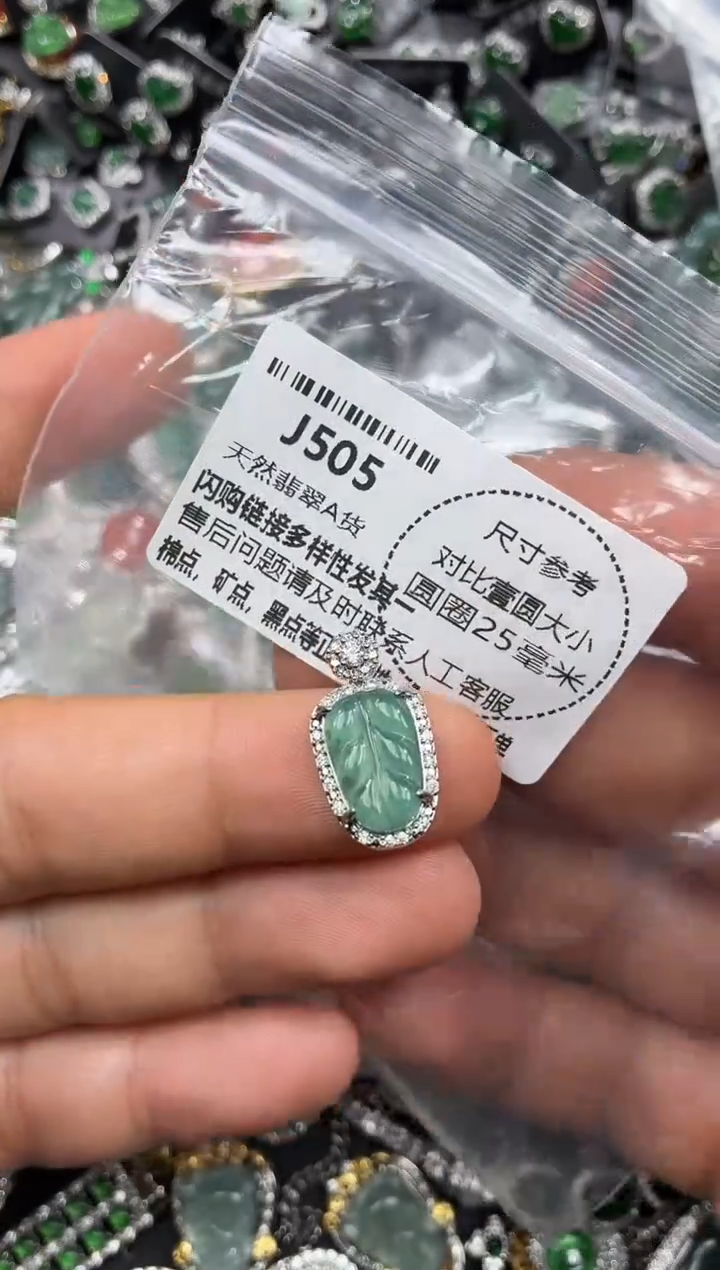 J505
天然翡翠A货
闪购链接多样性发其一
售后问题请及时联系人工客服
棉点，矿点，黑点等正
尺寸参考
对比圆大小
圆圈25毫米